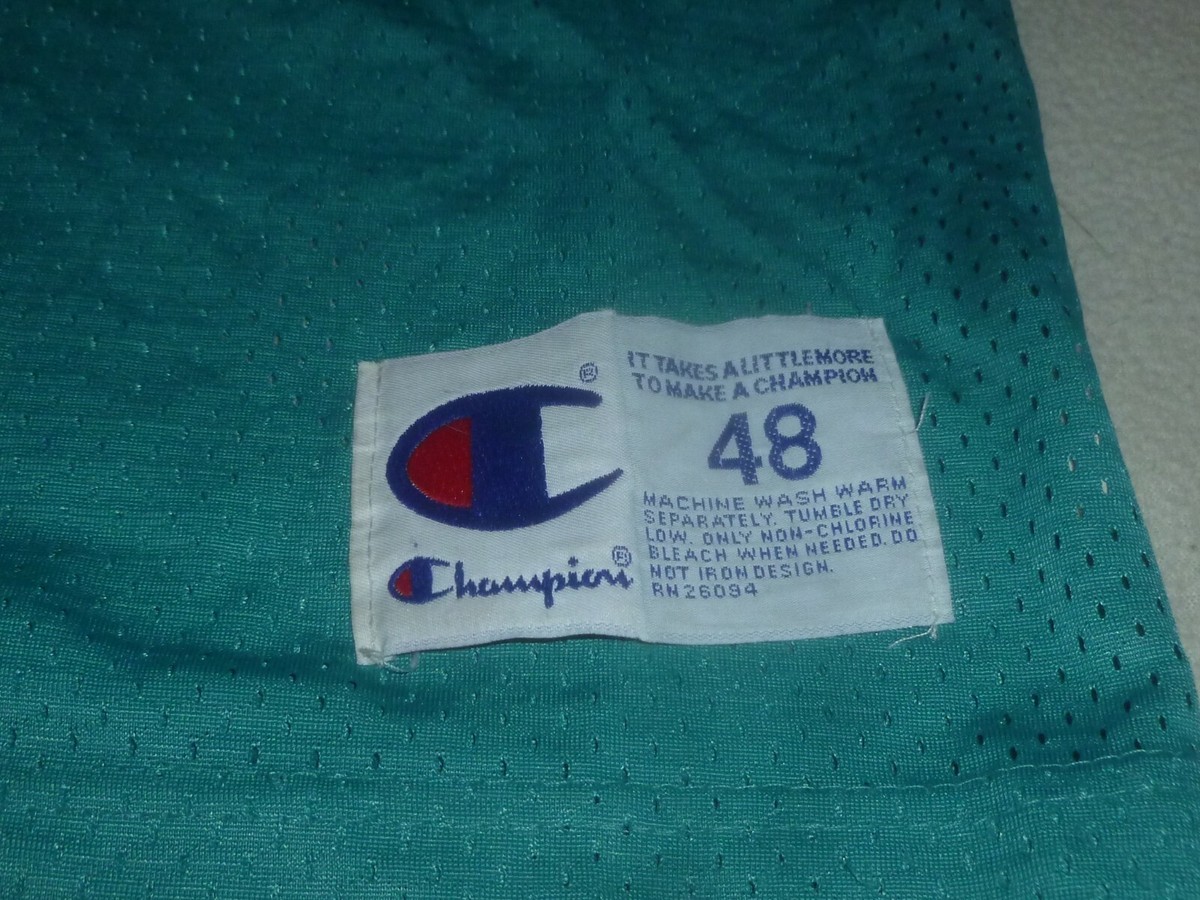 ®
Champion®
IT TAKES A LITTLE MORE
TO MAKE A CHAMPION
48
MACHINE WASH WARM
SEPARATELY. TUMBLE DRY
LOW. ONLY NON-CHLORINE
BLEACH WHEN NEEDED. DO
NOT IRON DESIGN.
RN 26094